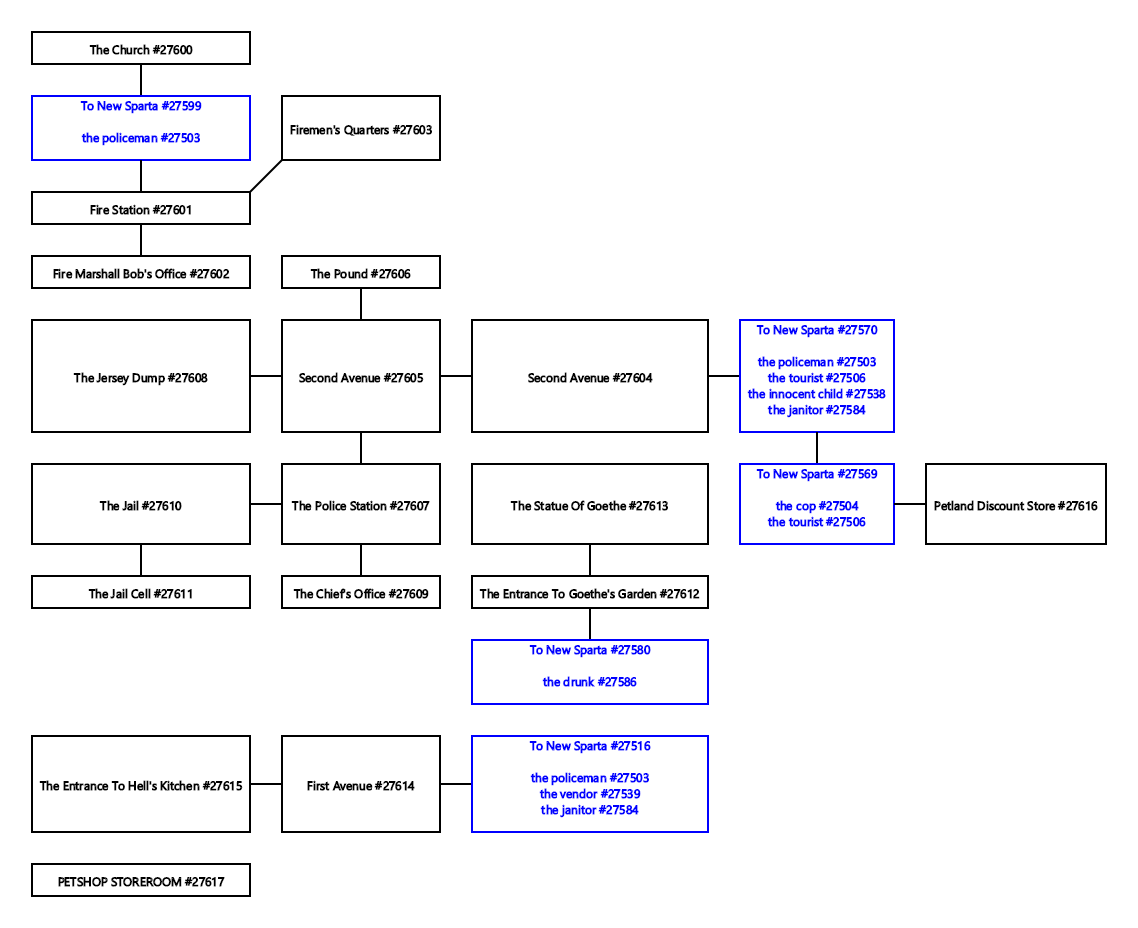 The Church #27600
To New Sparta #27599
the policeman #27503
Firemen's Quarters #27603
Fire Station #27601
Fire Marshall Bob's Office #27602
The Pound #27606
The Jersey Dump #27608
Second Avenue #27605
Second Avenue #27604
To New Sparta #27570
the policeman #27503
the tourist #27506
the innocent child #27538
the janitor #27584
The Jail #27610
The Police Station #27607
The Statue Of Goethe #27613
To New Sparta #27569
the cop #27504
the tourist #27506
Petland Discount Store #27616
The Jail Cell #27611
The Chief's Office #27609
The Entrance To Goethe's Garden #27612
To New Sparta #27580
the drunk #27586
The Entrance To Hell's Kitchen #27615
First Avenue #27614
To New Sparta #27516
the policeman #27503
the vendor #27539
the janitor #27584
PETSHOP STOREROOM #27617